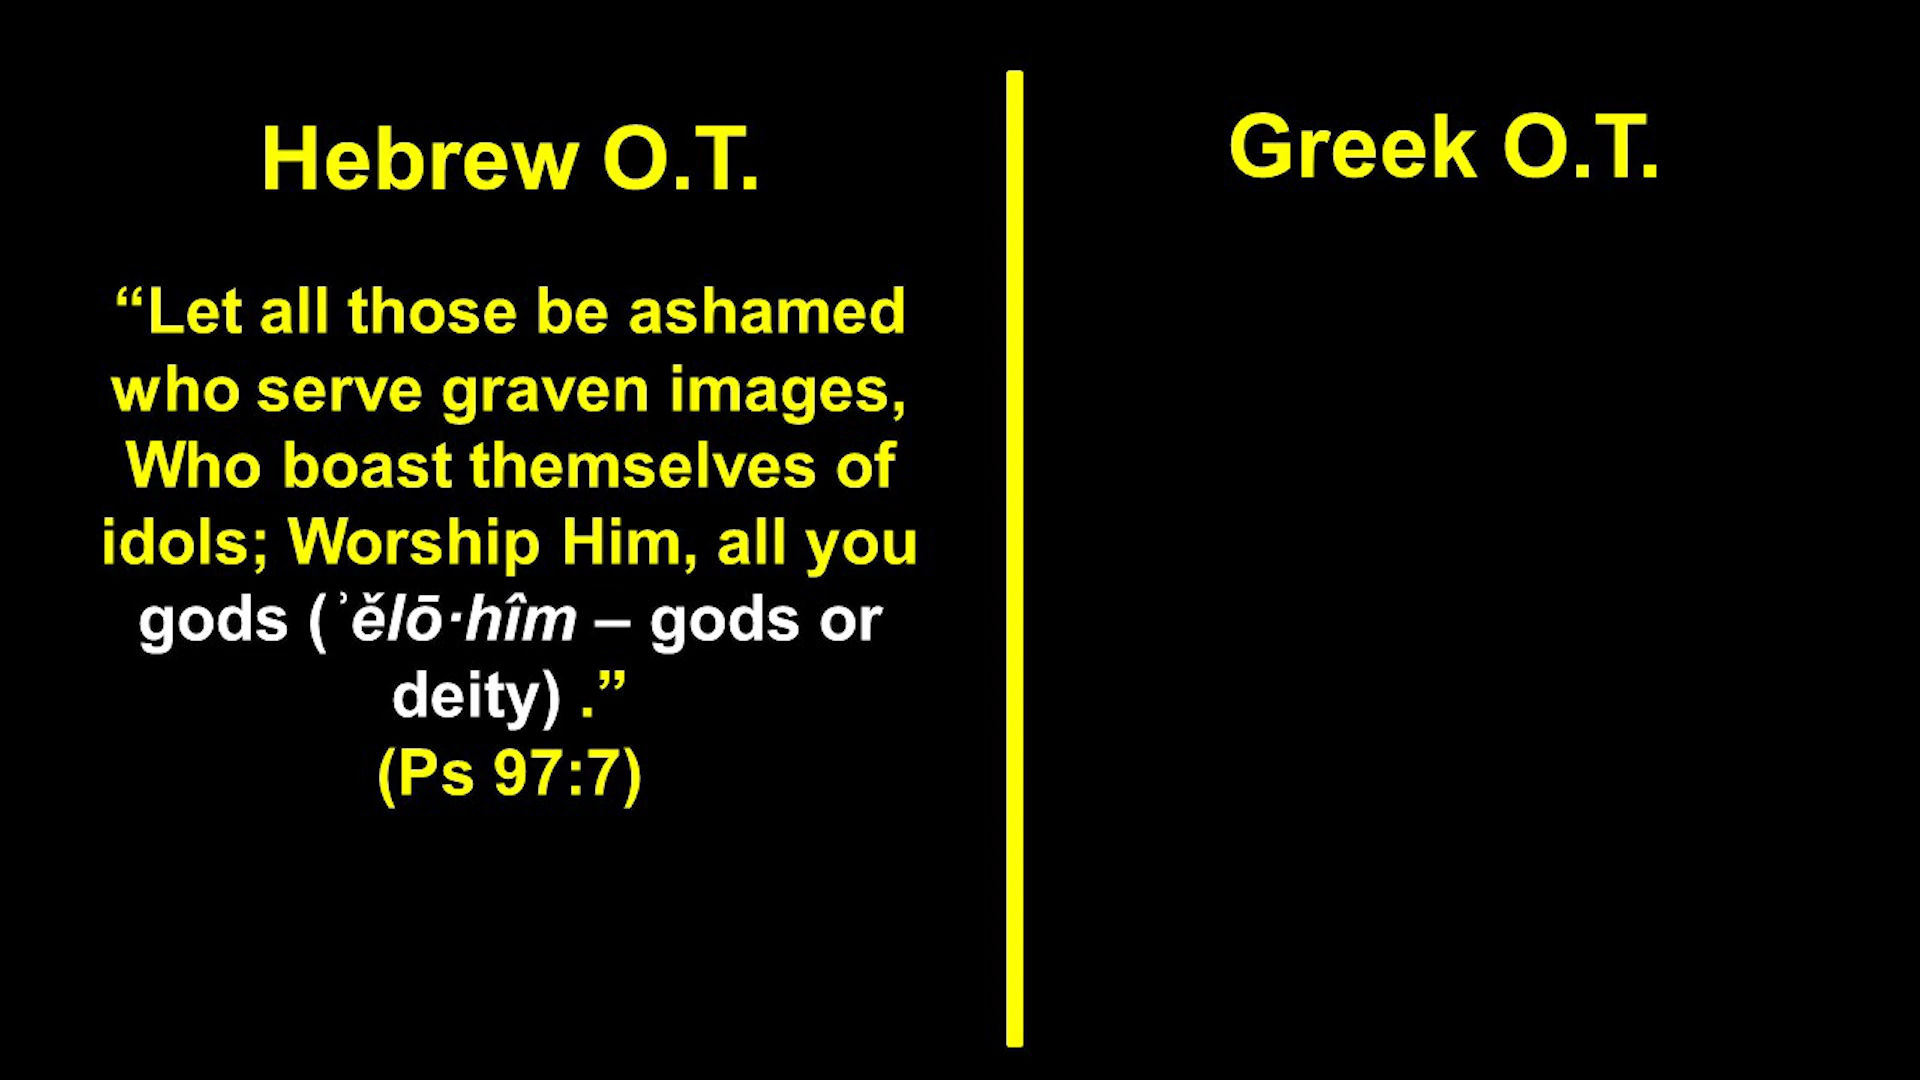 Hebrew O.T.
“Let all those be ashamed
who serve graven images,
Who boast themselves of
idols; Worship Him, all you
gods (ʾělō·hîm – gods or
deity) .”
(Ps 97:7)
Greek O.T.